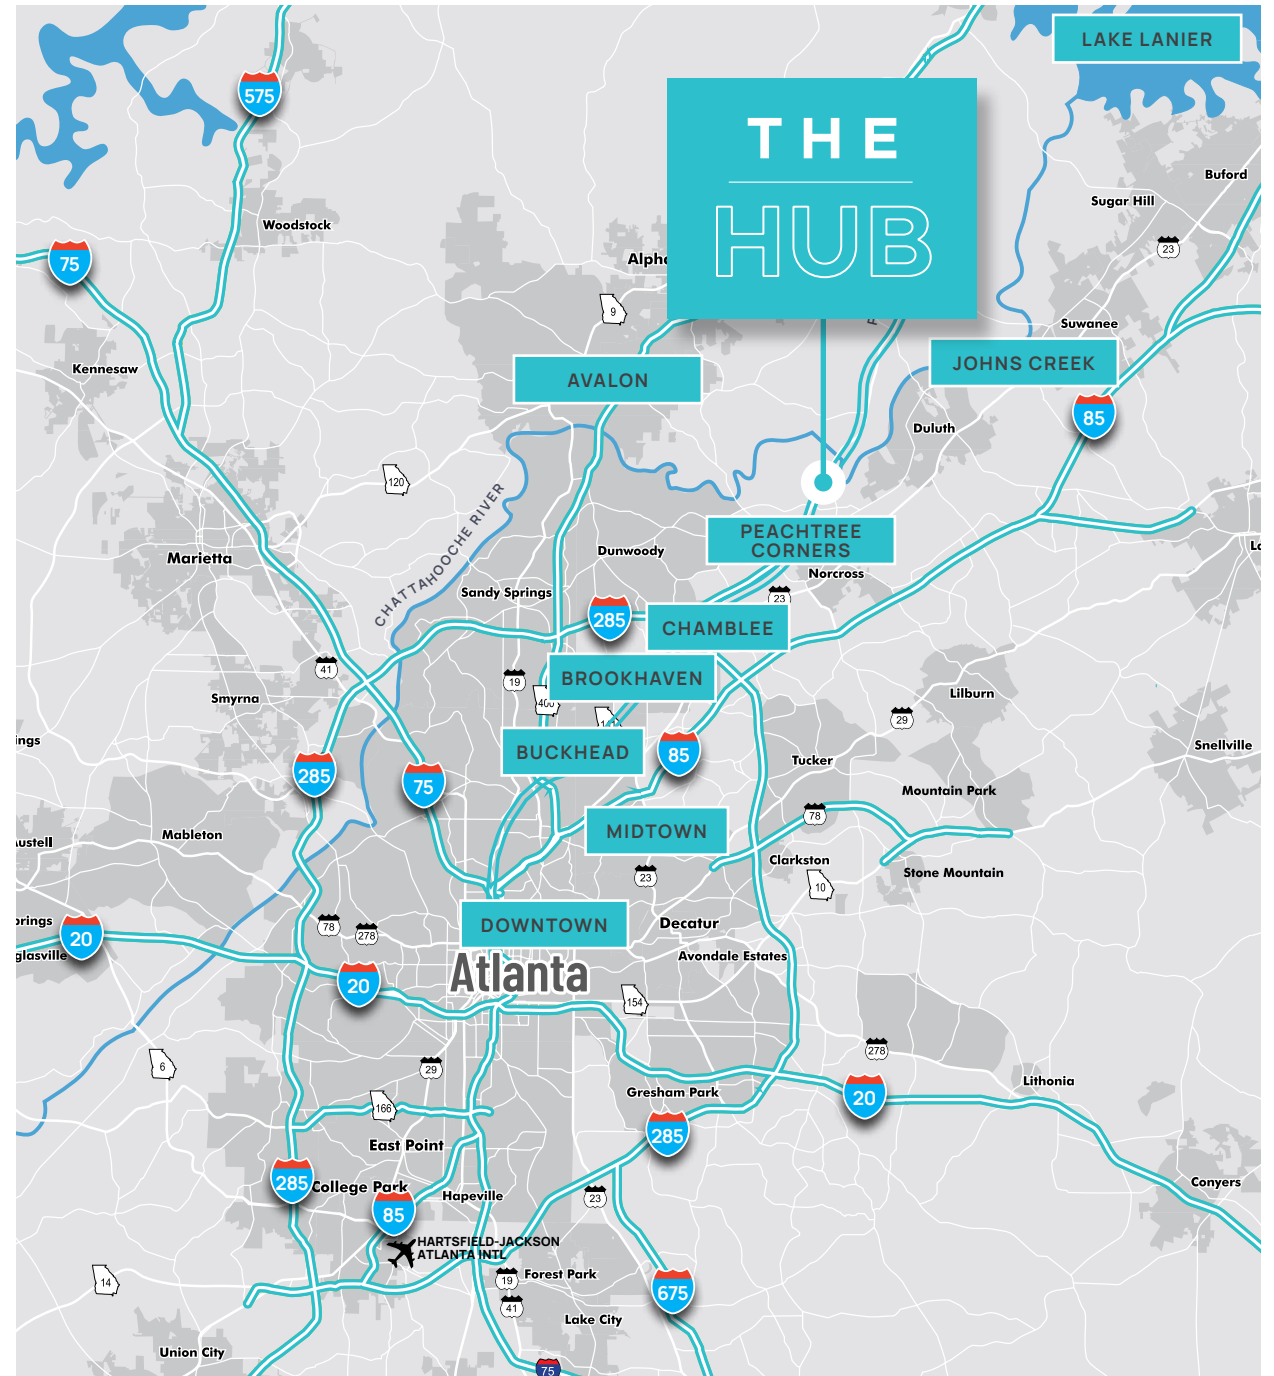 LAKE LANIER
575
THE
HUB
Buford
Sugar Hill
Woodstock
23
75
Alpha
9
Suwanee
JOHNS CREEK
Kennesaw
AVALON
85
Duluth
120
CHATTAHOOCHE RIVER
PEACHTREE
CORNERS
Dunwoody
Marietta
Norcross
Sandy Springs
23
285
CHAMBLEE
41
BROOKHAVEN
19
400
Smyrna
Lilburn
29
ings
BUCKHEAD
85
Snellville
285
75
Tucker
Mountain Park
78
MIDTOWN
Mableton
ustell
Clarkston
Stone Mountain
23
10
DOWNTOWN
Decatur
prings
78
278
20
glasville
Avondale Estates
Atlanta
20
154
278
6
29
Lithonia
Gresham Park
20
166
285
East Point
285
College Park
Hapeville
23
Conyers
85
HARTSFIELD-JACKSON
ATLANTA INTL
14
19
Forest Park
675
41
Lake City
Union City
75